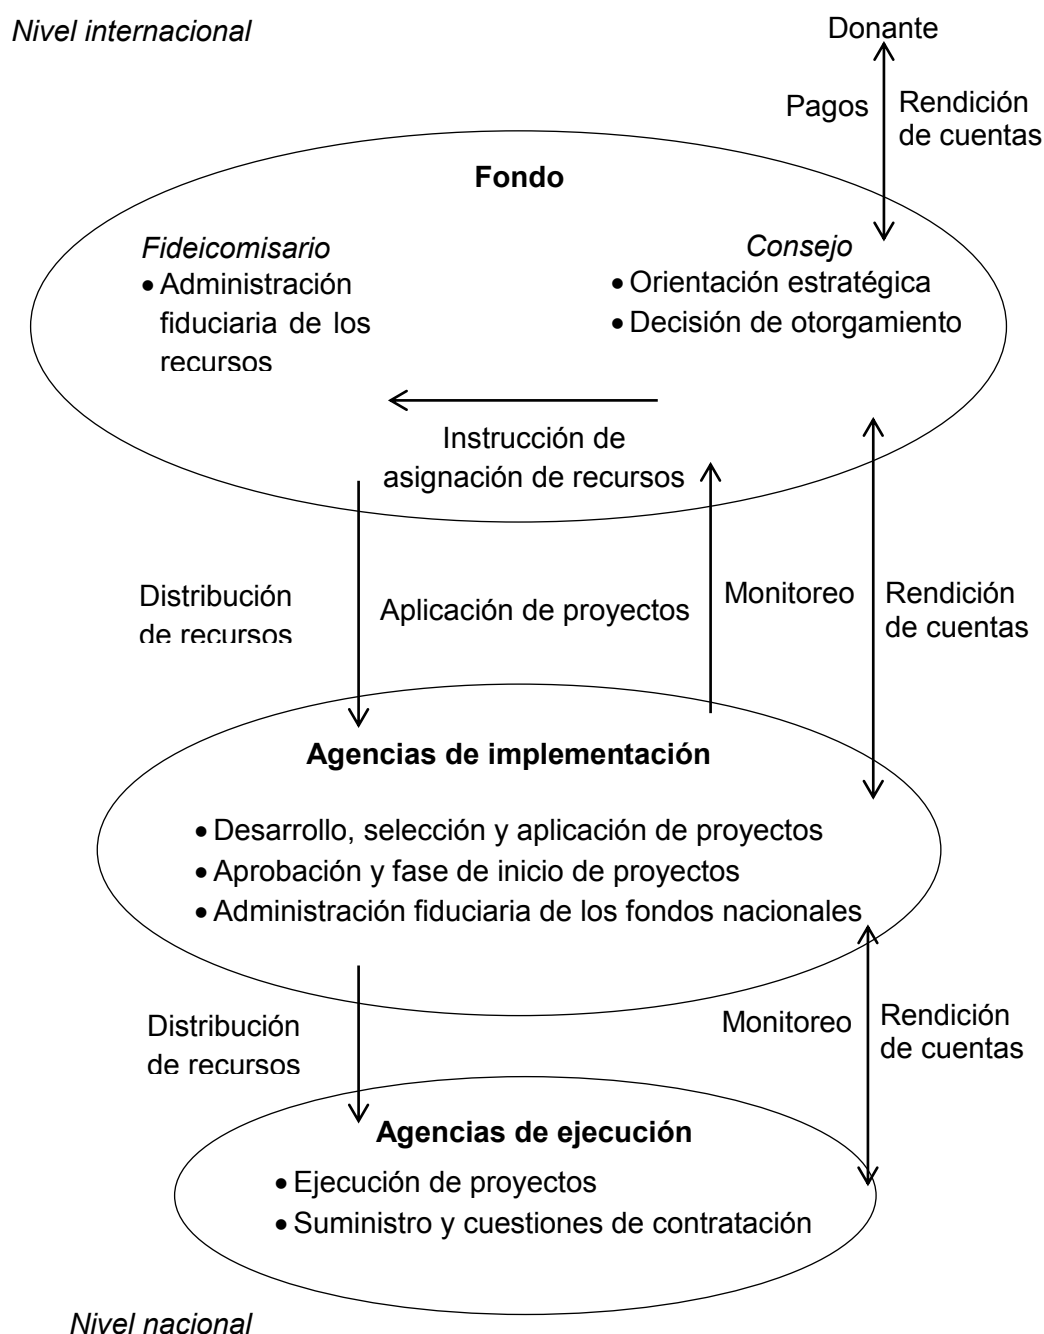 Nivel internacional
Donante
Pagos
Rendición
de cuentas
Fondo
Fideicomisario
• Administración
fiduciaria de los
recursos
Consejo
• Orientación estratégica
• Decisión de otorgamiento
Instrucción de
asignación de recursos
Distribución
de recursos
Aplicación de proyectos
Monitoreo
Rendición
de cuentas
Agencias de implementación
• Desarrollo, selección y aplicación de proyectos
• Aprobación y fase de inicio de proyectos
• Administración fiduciaria de los fondos nacionales
Distribución
de recursos
Monitoreo
Rendición
de cuentas
Agencias de ejecución
• Ejecución de proyectos
• Suministro y cuestiones de contratación
Nivel nacional